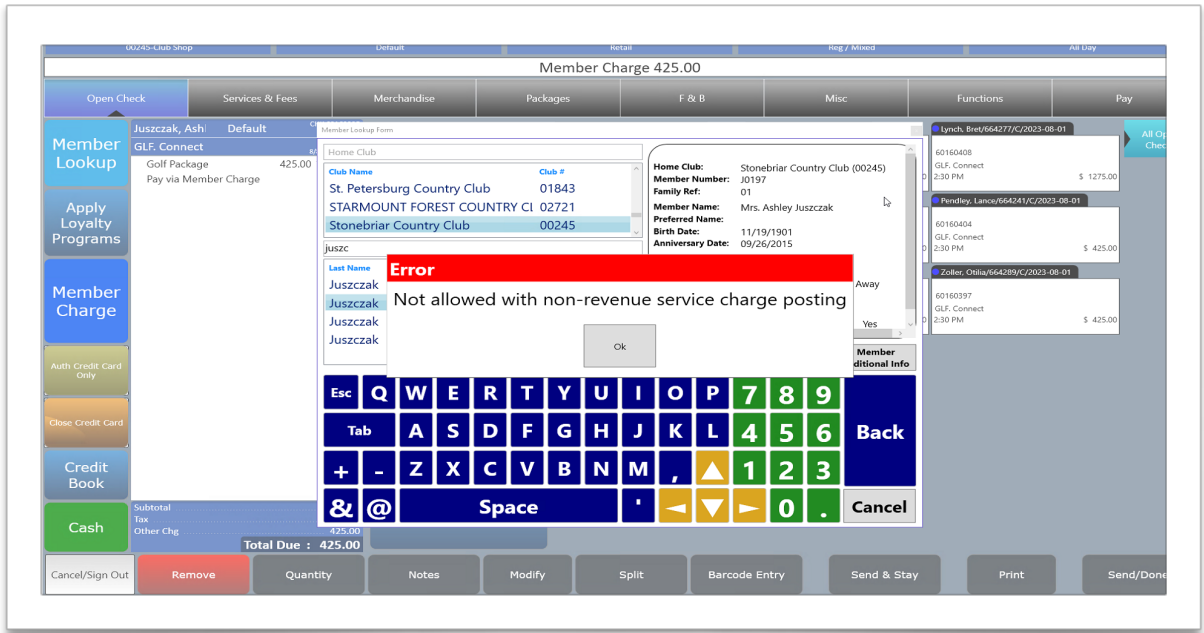 00245-Club Shop Default Retail Reg / Mixed All Day
Member Charge 425.00
Open Check Services & Fees Merchandise Packages F & B Misc Functions Pay
Member Lookup
Apply Loyalty Programs
Member Charge
Auth Credit Card Only
Close Credit Card
Credit Book
Cash
Juszczak, Ashl Default
GLF. Connect
Golf Package 425.00
Pay via Member Charge
Subtotal
Tax
Other Chg 425.00
Total Due : 425.00
Member Lookup Form
Home Club
Club Name Club #
St. Petersburg Country Club 01843
STARMOUNT FOREST COUNTRY CL 02721
Stonebriar Country Club 00245
juszc
Last Name
Juszczak
Juszczak
Juszczak
Juszczak
Home Club: Stonebriar Country Club (00245)
Member Number: J0197
Family Ref: 01
Member Name: Mrs. Ashley Juszczak
Preferred Name:
Birth Date: 11/19/1901
Anniversary Date: 09/26/2015
Away
Yes
Member
ditional Info
Error
Not allowed with non-revenue service charge posting
Ok
Esc Q W E R T Y U I O P 7 8 9
Tab A S D F G H J K L 4 5 6 Back
+ - Z X C V B N M , 1 2 3
& @ Space ' 0 . Cancel
Lynch, Bret/664277/C/2023-08-01
60160408
GLF. Connect
2:30 PM $ 1275.00
Pendley, Lance/664241/C/2023-08-01
60160404
GLF. Connect
2:30 PM $ 425.00
Zoller, Otilia/664289/C/2023-08-01
60160397
GLF. Connect
2:30 PM $ 425.00
All Op
Chec
Cancel/Sign Out Remove Quantity Notes Modify Split Barcode Entry Send & Stay Print Send/Done